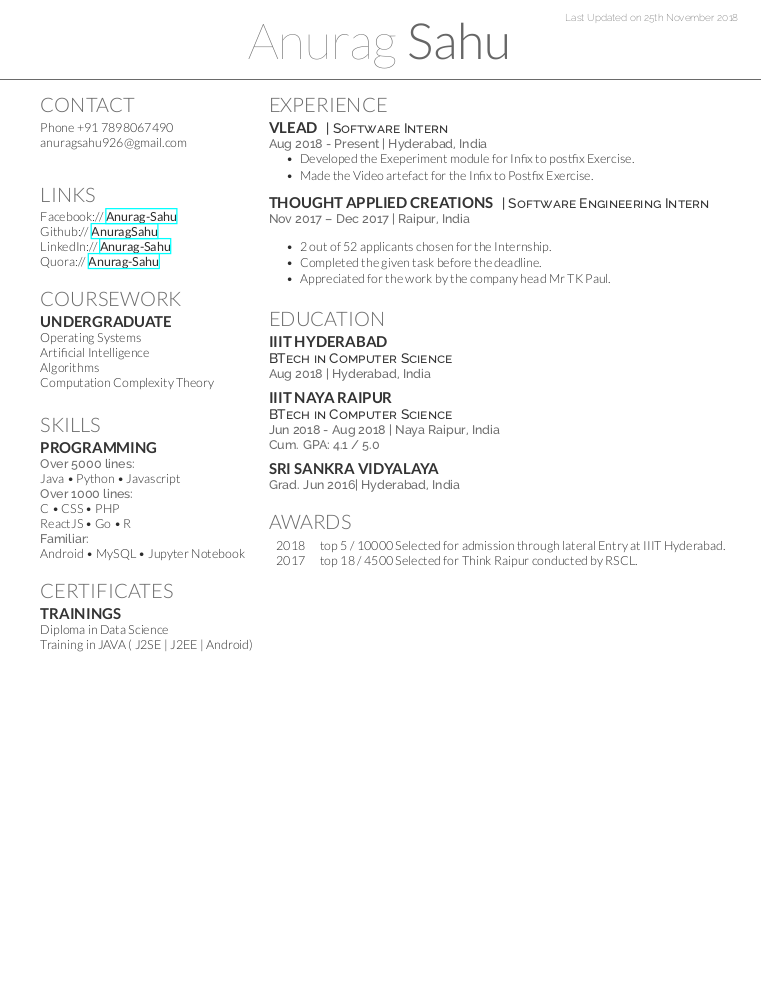 Last Updated on 25th November 2018
Anurag Sahu
CONTACT
Phone +91 7898067490
anuragsahu926@gmail.com
LINKS
Facebook:// Anurag-Sahu
Github:// AnuragSahu
LinkedIn:// Anurag-Sahu
Quora:// Anurag-Sahu
COURSEWORK
UNDERGRADUATE
Operating Systems
Artificial Intelligence
Algorithms
Computation Complexity Theory
SKILLS
PROGRAMMING
Over 5000 lines:
Java • Python • Javascript
Over 1000 lines:
C • CSS • PHP
ReactJS • Go • R
Familiar:
Android • MySQL • Jupyter Notebook
CERTIFICATES
TRAININGS
Diploma in Data Science
Training in JAVA ( J2SE | J2EE | Android)
EXPERIENCE
VLEAD | Software Intern
Aug 2018 - Present | Hyderabad, India
• Developed the Exeperiment module for Infix to postfix Exercise.
• Made the Video artefact for the Infix to Postfix Exercise.
THOUGHT APPLIED CREATIONS | Software Engineering Intern
Nov 2017 – Dec 2017 | Raipur, India
• 2 out of 52 applicants chosen for the Internship.
• Completed the given task before the deadline.
• Appreciated for the work by the company head Mr TK Paul.
EDUCATION
IIIT HYDERABAD
BTech in Computer Science
Aug 2018 | Hyderabad, India
IIIT NAYA RAIPUR
BTech in Computer Science
Jun 2018 - Aug 2018 | Naya Raipur, India
Cum. GPA: 4.1 / 5.0
SRI SANKRA VIDYALAYA
Grad. Jun 2016| Hyderabad, India
AWARDS
2018 top 5 / 10000 Selected for admission through lateral Entry at IIIT Hyderabad.
2017 top 18 / 4500 Selected for Think Raipur conducted by RSCL.